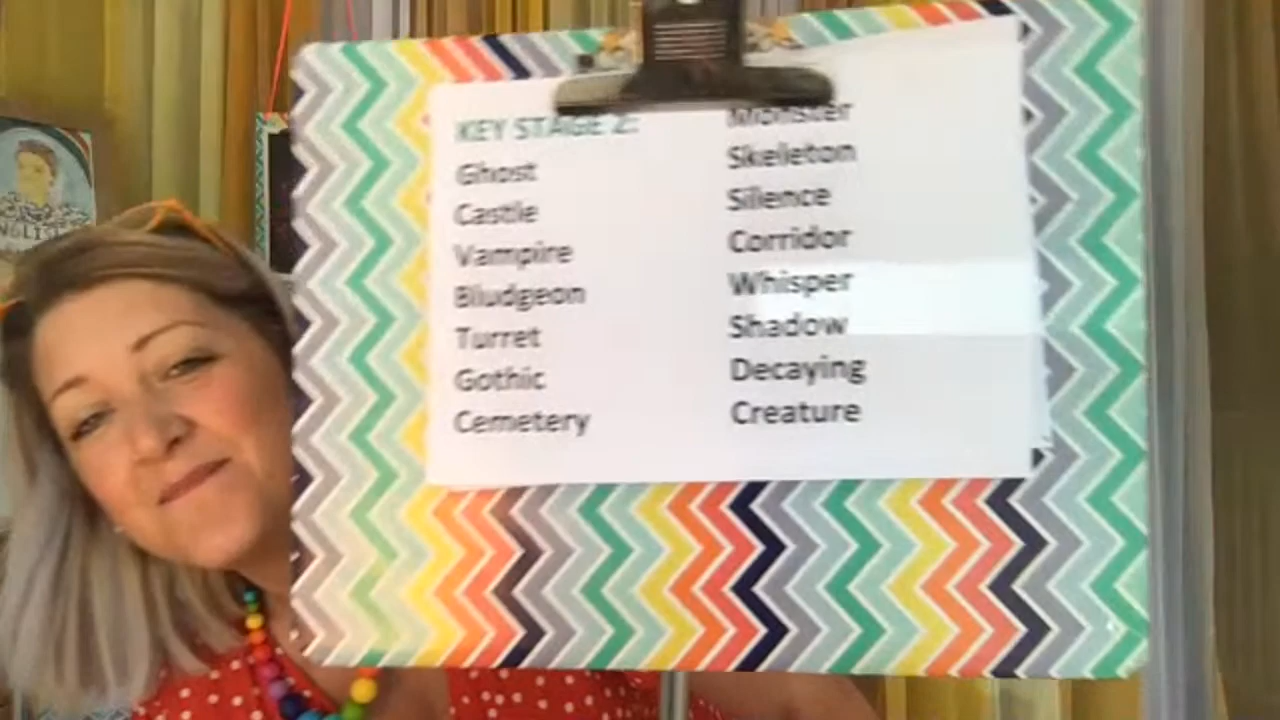 KEY STAGE 2:
Ghost
Castle
Vampire
Bludgeon
Turret
Gothic
Cemetery
Monster
Skeleton
Silence
Corridor
Whisper
Shadow
Decaying
Creature